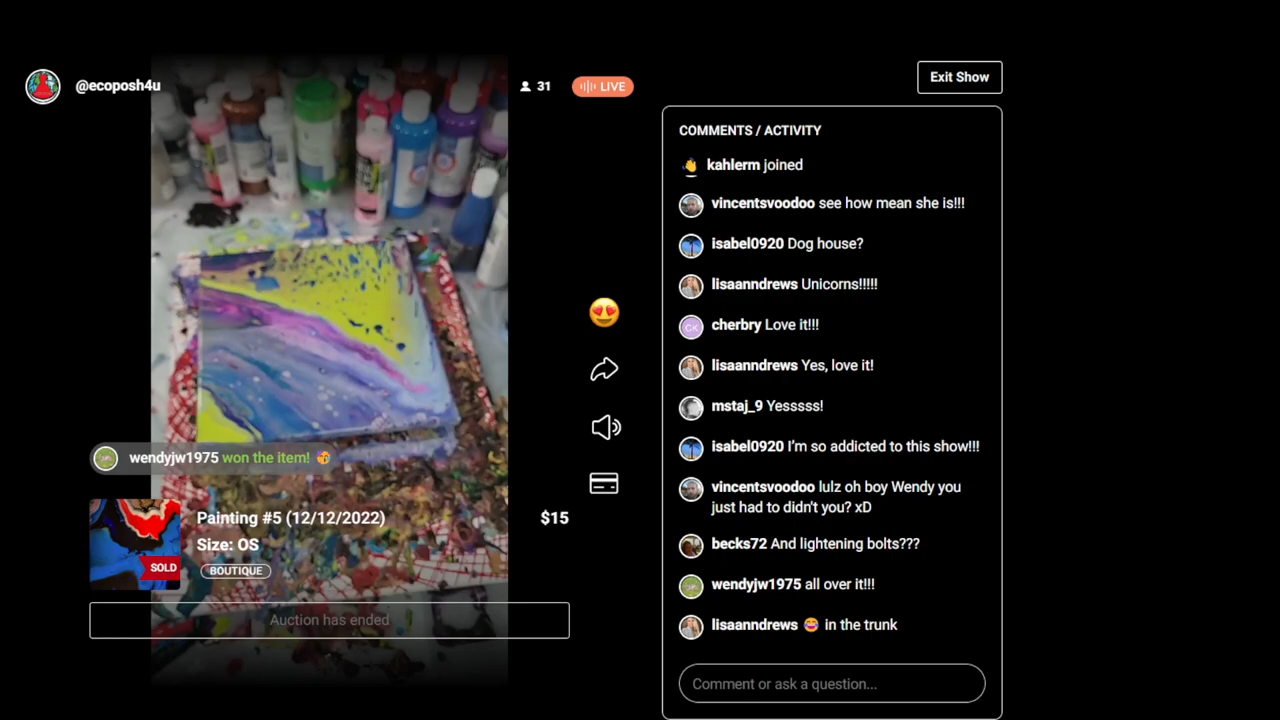 @ecoposh4u
31
LIVE
Exit Show
COMMENTS / ACTIVITY
kahlerm joined
vincentsvoodoo see how mean she is!!!
isabel0920 Dog house?
lisaanndrews Unicorns!!!!!
CK
cherbry Love it!!!
lisaanndrews Yes, love it!
mstaj_9 Yesssss!
isabel0920 I'm so addicted to this show!!!
vincentsvoodoo lulz oh boy Wendy you
just had to didn't you? xD
becks72 And lightening bolts???
wendyjw1975 all over it!!!
lisaanndrews 😂 in the trunk
Comment or ask a question...
wendyjw1975 won the item! 🥳
SOLD
Painting #5 (12/12/2022)
$15
Size: OS
BOUTIQUE
Auction has ended